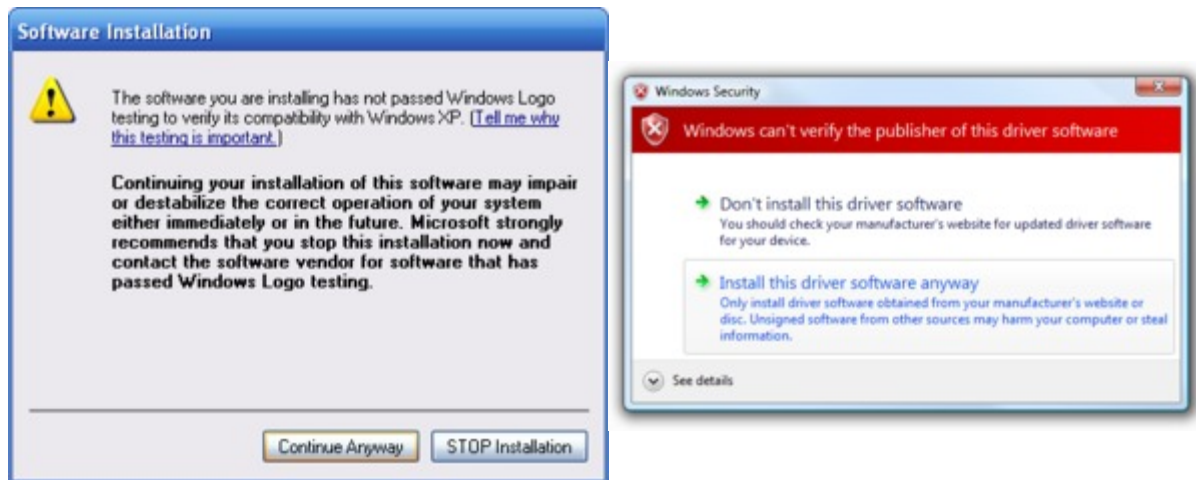 Software Installation
The software you are installing has not passed Windows Logo
testing to verify its compatibility with Windows XP. (Tell me why
this testing is important.)
Continuing your installation of this software may impair
or destabilize the correct operation of your system
either immediately or in the future. Microsoft strongly
recommends that you stop this installation now and
contact the software vendor for software that has
passed Windows Logo testing.
Continue Anyway
STOP Installation
Windows Security
Windows can't verify the publisher of this driver software
Don't install this driver software
You should check your manufacturer's website for updated driver software
for your device.
Install this driver software anyway
Only install driver software obtained from your manufacturer's website or
disc. Unsigned software from other sources may harm your computer or steal
information.
See details